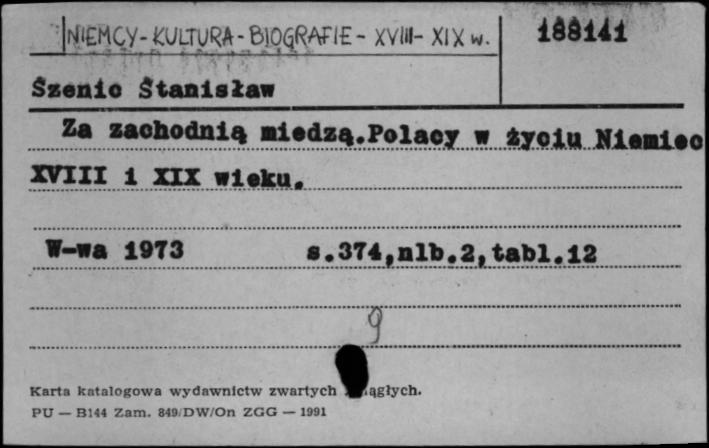 NIEMCY-KULTURA-BIOGRAFIE-XVIII-XIX w.
188141
Szenic Stanisław
Za zachodnią miedzą.Polacy w życiu Niemiec
XVIII i XIX wieku.
W-wa 1973 s.374,nlb.2,tabl.12
9
Karta katalogowa wydawnictw zwartych
PU — B144 Zam. 849/DW/On ZGG — 1991